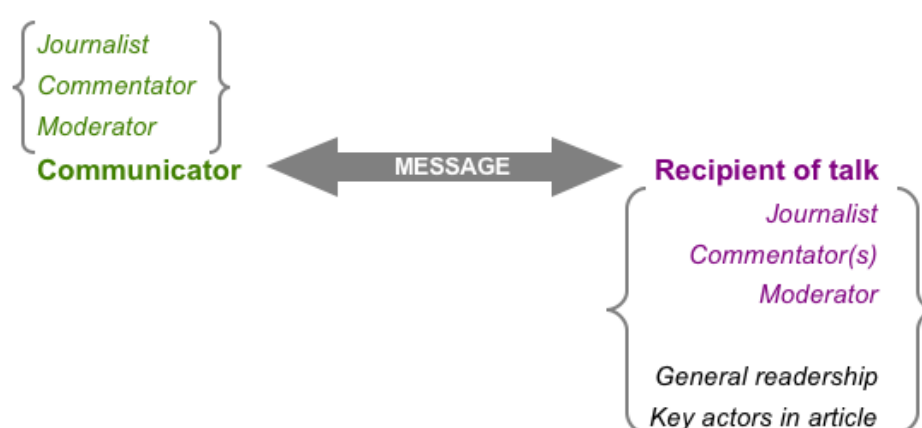 Journalist
Commentator
Moderator
Communicator
MESSAGE
Recipient of talk
Journalist
Commentator(s)
Moderator
General readership
Key actors in article